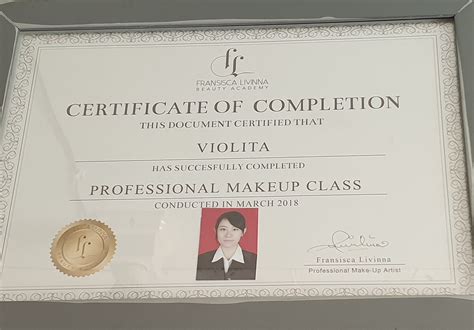 FL
FRANSISCA LIVINNA
BEAUTY ACADEMY
CERTIFICATE OF COMPLETION
THIS DOCUMENT CERTIFIED THAT
VIOLITA
HAS SUCCESFULLY COMPLETED
PROFESSIONAL MAKEUP CLASS
CONDUCTED IN MARCH 2018
Fransisca Livinna
Professional Make-Up Artist